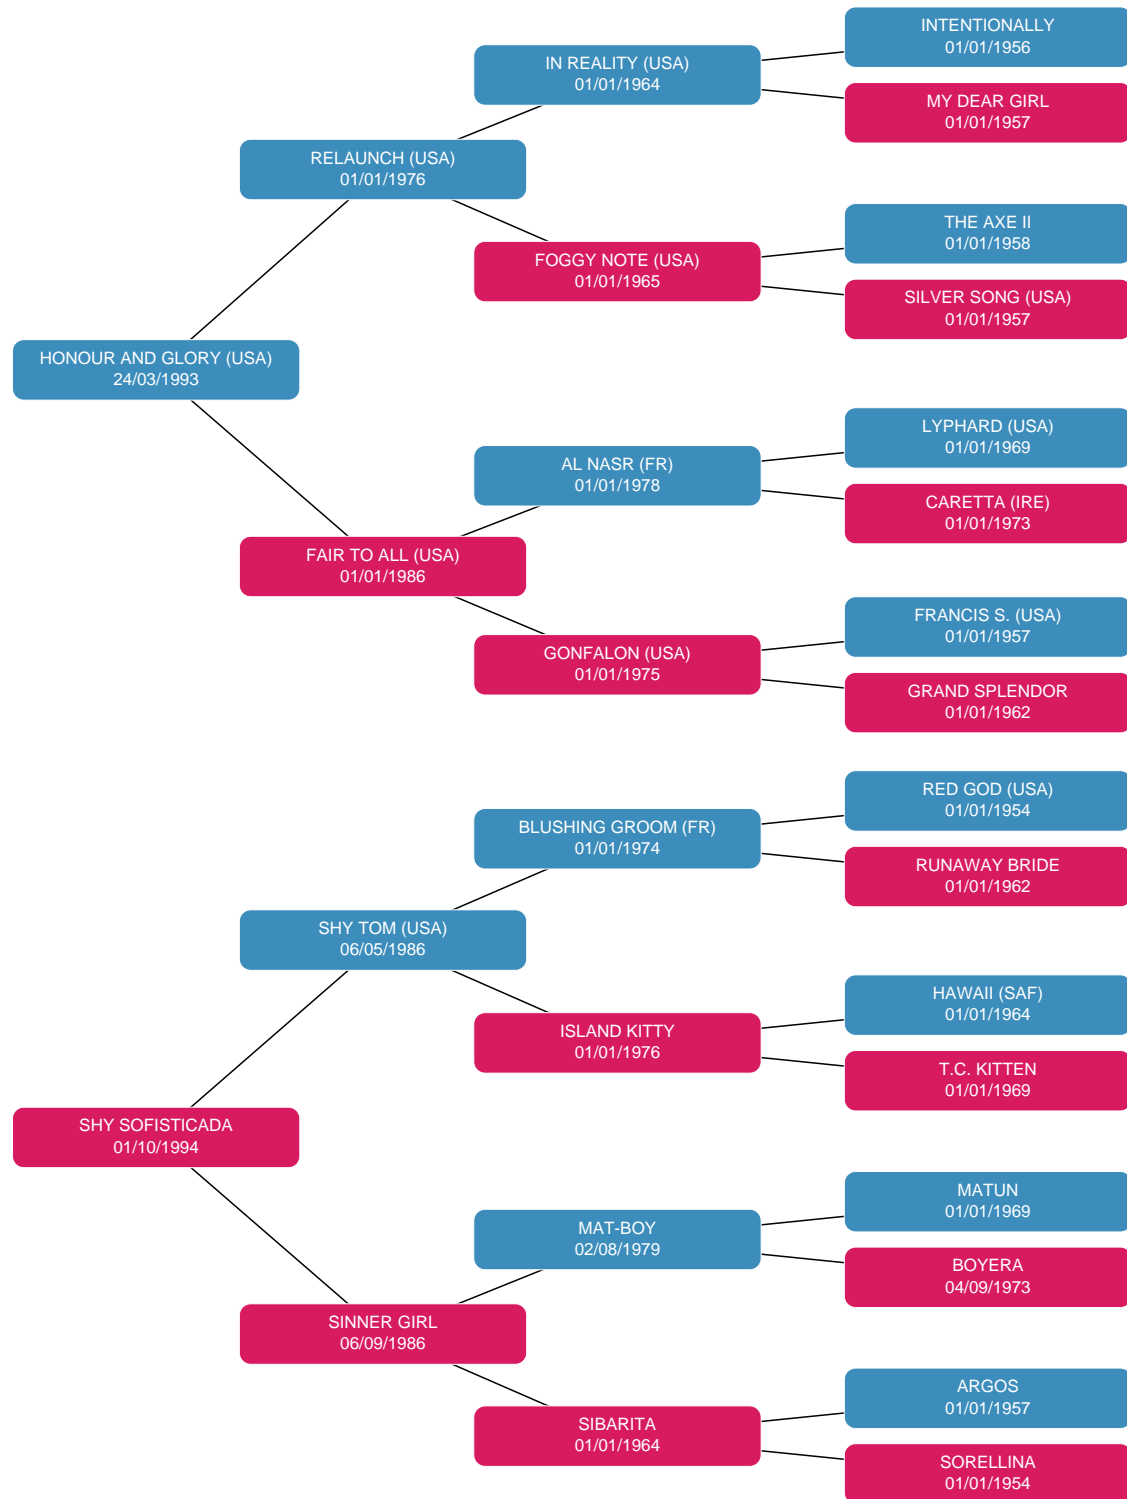 INTENTIONALLY
01/01/1956
IN REALITY (USA)
01/01/1964
MY DEAR GIRL
01/01/1957
RELAUNCH (USA)
01/01/1976
THE AXE II
01/01/1958
FOGGY NOTE (USA)
01/01/1965
SILVER SONG (USA)
01/01/1957
HONOUR AND GLORY (USA)
24/03/1993
LYPHARD (USA)
01/01/1969
AL NASR (FR)
01/01/1978
CARETTA (IRE)
01/01/1973
FAIR TO ALL (USA)
01/01/1986
FRANCIS S. (USA)
01/01/1957
GONFALON (USA)
01/01/1975
GRAND SPLENDOR
01/01/1962
RED GOD (USA)
01/01/1954
BLUSHING GROOM (FR)
01/01/1974
RUNAWAY BRIDE
01/01/1962
SHY TOM (USA)
06/05/1986
HAWAII (SAF)
01/01/1964
ISLAND KITTY
01/01/1976
T.C. KITTEN
01/01/1969
SHY SOFISTICADA
01/10/1994
MATUN
01/01/1969
MAT-BOY
02/08/1979
BOYERA
04/09/1973
SINNER GIRL
06/09/1986
ARGOS
01/01/1957
SIBARITA
01/01/1964
SORELLINA
01/01/1954